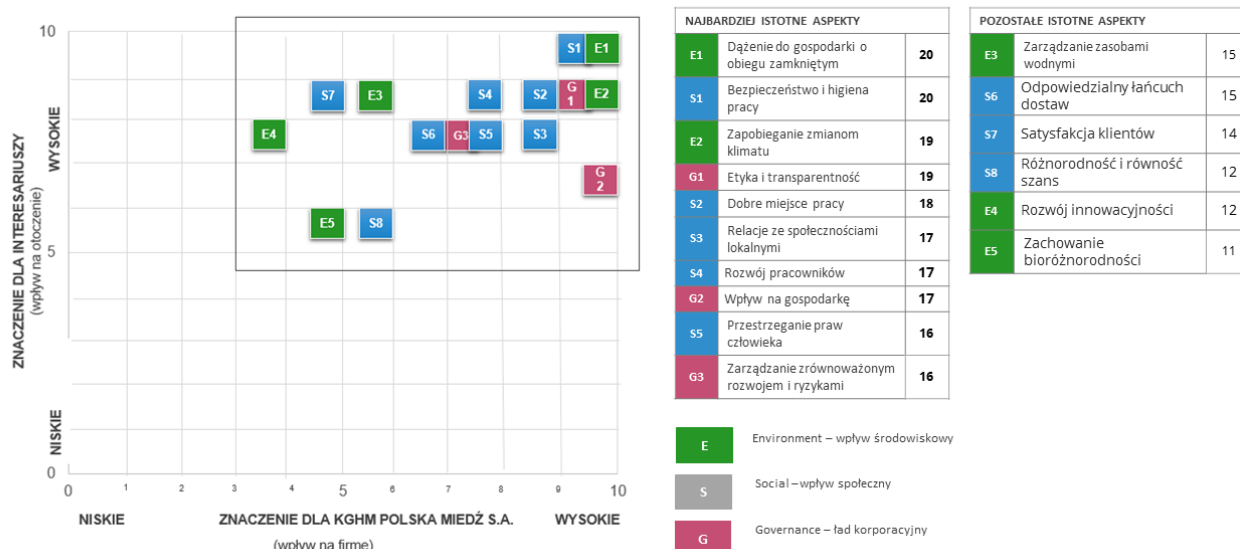 10
5
0
ZNACZENIE DLA INTERESARIUSZY
(wpływ na otoczenie)
WYSOKIE
NISKIE
S1
E1
S7
E3
S4
S2
G
1
E2
E4
S6
G3
S5
S3
G
2
E5
S8
0
1
2
3
4
5
6
7
8
9
10
NISKIE
ZNACZENIE DLA KGHM POLSKA MIEDŹ S.A.
WYSOKIE
(wpływ na firmę)
NAJBARDZIEJ ISTOTNE ASPEKTY
E1 Dążenie do gospodarki o 20
obiegu zamkniętym
S1 Bezpieczeństwo i higiena 20
pracy
E2 Zapobieganie zmianom 19
klimatu
G1 Etyka i transparentność 19
S2 Dobre miejsce pracy 18
S3 Relacje ze społecznościami 17
lokalnymi
S4 Rozwój pracowników 17
G2 Wpływ na gospodarkę 17
S5 Przestrzeganie praw 16
człowieka
G3 Zarządzanie zrównoważonym 16
rozwojem i ryzykami
POZOSTAŁE ISTOTNE ASPEKTY
E3 Zarządzanie zasobami 15
wodnymi
S6 Odpowiedzialny łańcuch 15
dostaw
S7 Satysfakcja klientów 14
S8 Różnorodność i równość 12
szans
E4 Rozwój innowacyjności 12
E5 Zachowanie 11
bioróżnorodności
E Environment – wpływ środowiskowy
S Social –wpływ społeczny
G Governance – ład korporacyjny